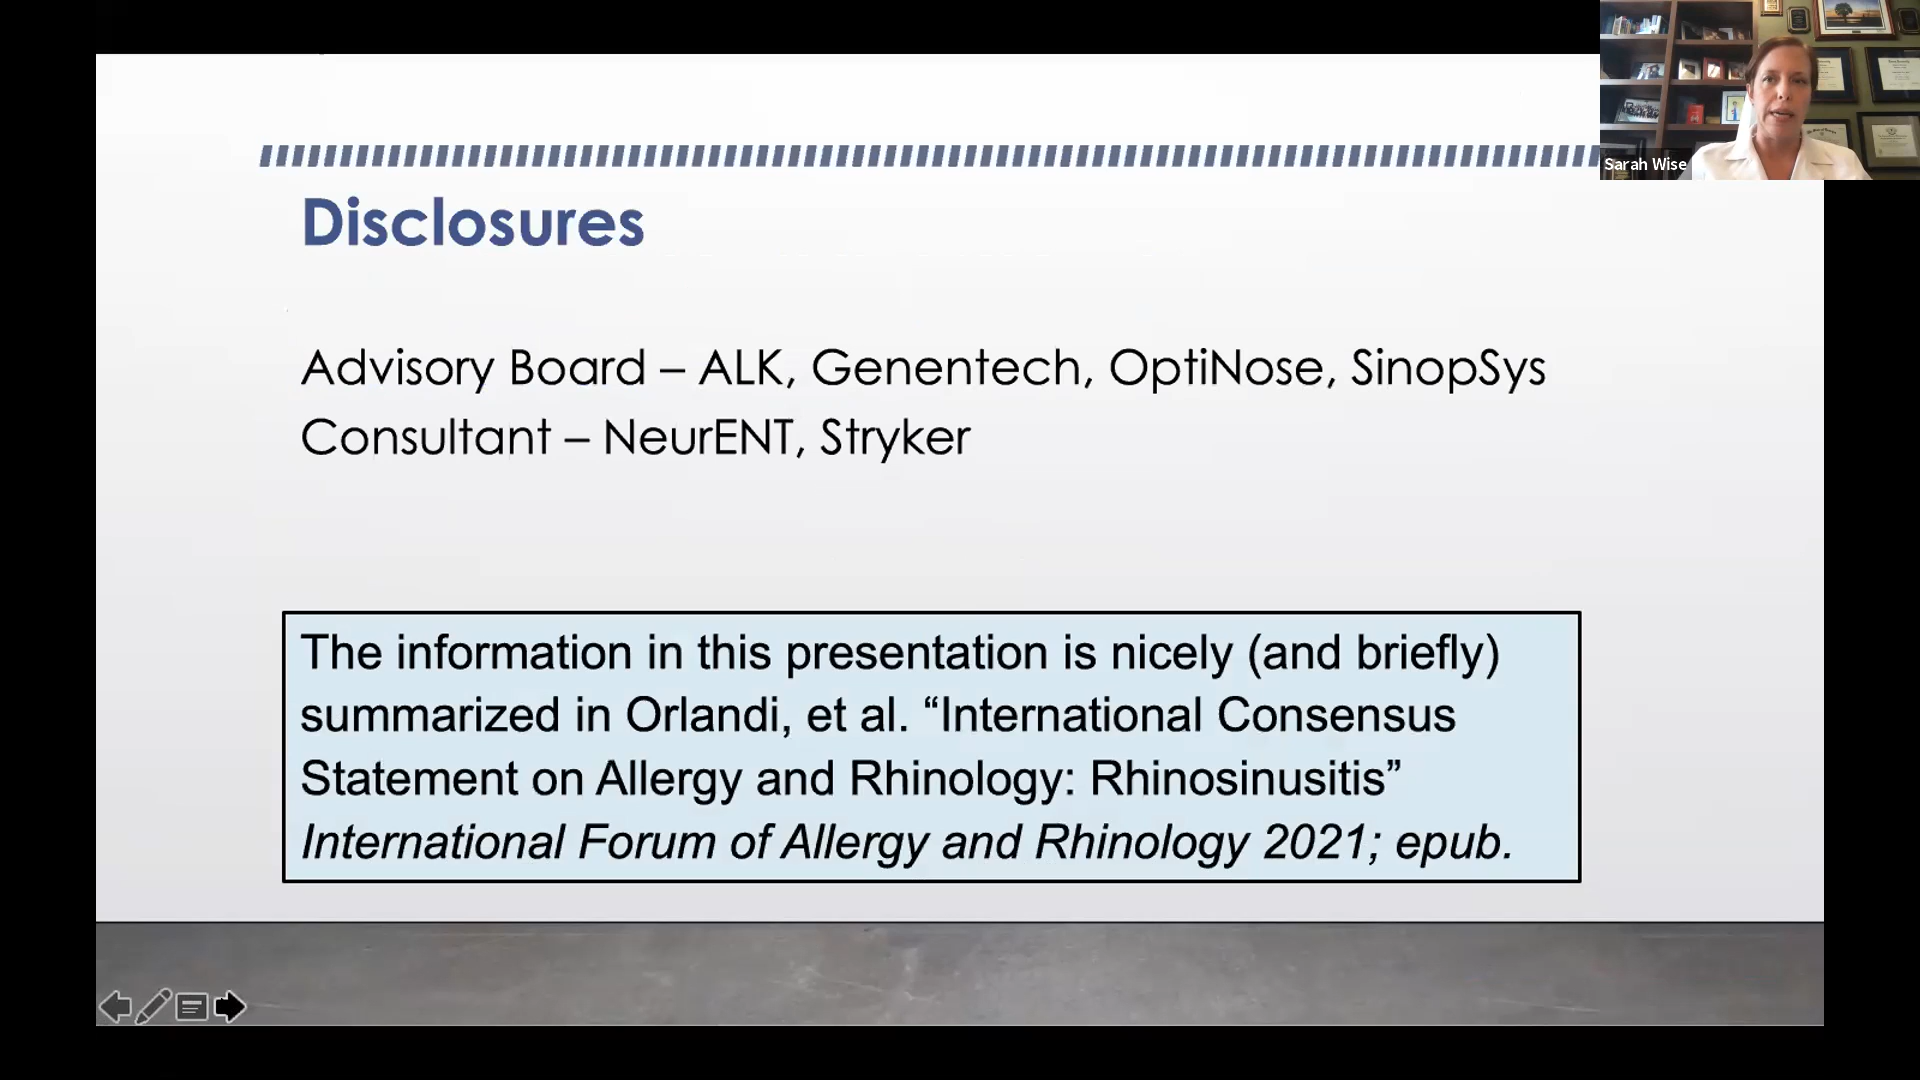 Sarah Wise
Disclosures
Advisory Board – ALK, Genentech, OptiNose, SinopSys
Consultant – NeurENT, Stryker
The information in this presentation is nicely (and briefly)
summarized in Orlandi, et al. “International Consensus
Statement on Allergy and Rhinology: Rhinosinusitis”
International Forum of Allergy and Rhinology 2021; epub.